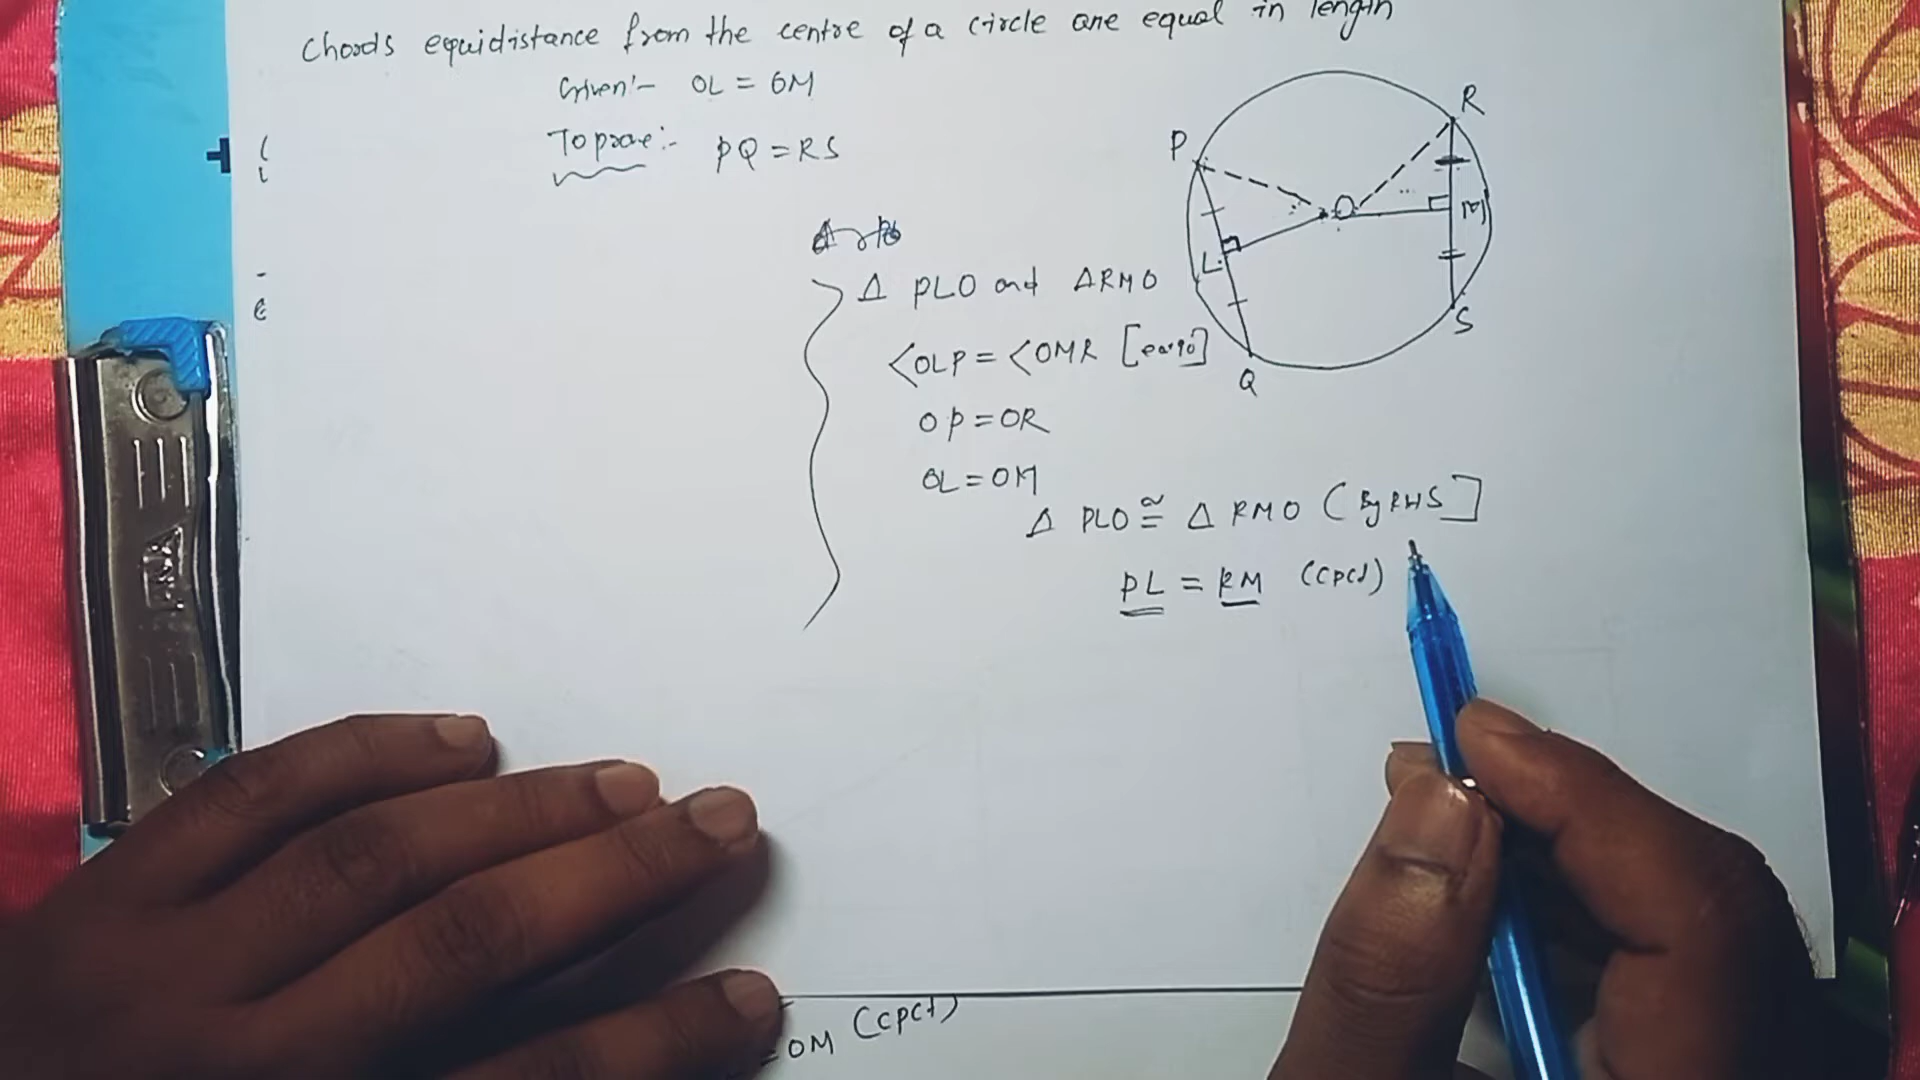 Chords equidistance from the centre of a circle are equal in length
Given:- OL = OM
To prove:- PQ = RS
P
R
O
M
L
S
Q
Δ PLO and ΔRMO
<OLP = <OMR [each 90]
OP = OR
OL = OM
Δ PLO ≅ Δ RMO (By RHS]
PL = RM (cpct)
= OM (cpct)